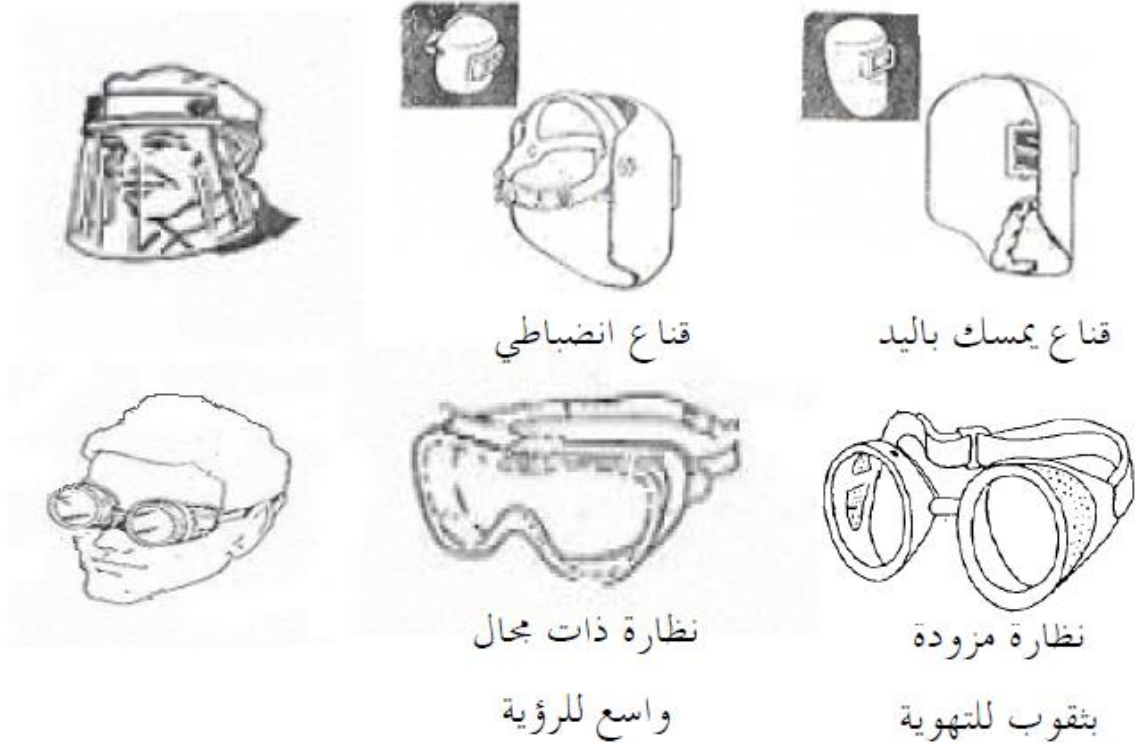 قناع يمسك باليد
قناع انضباطي
نظارة مزودة
بثقوب للتهوية
نظارة ذات مجال
واسع للرؤية